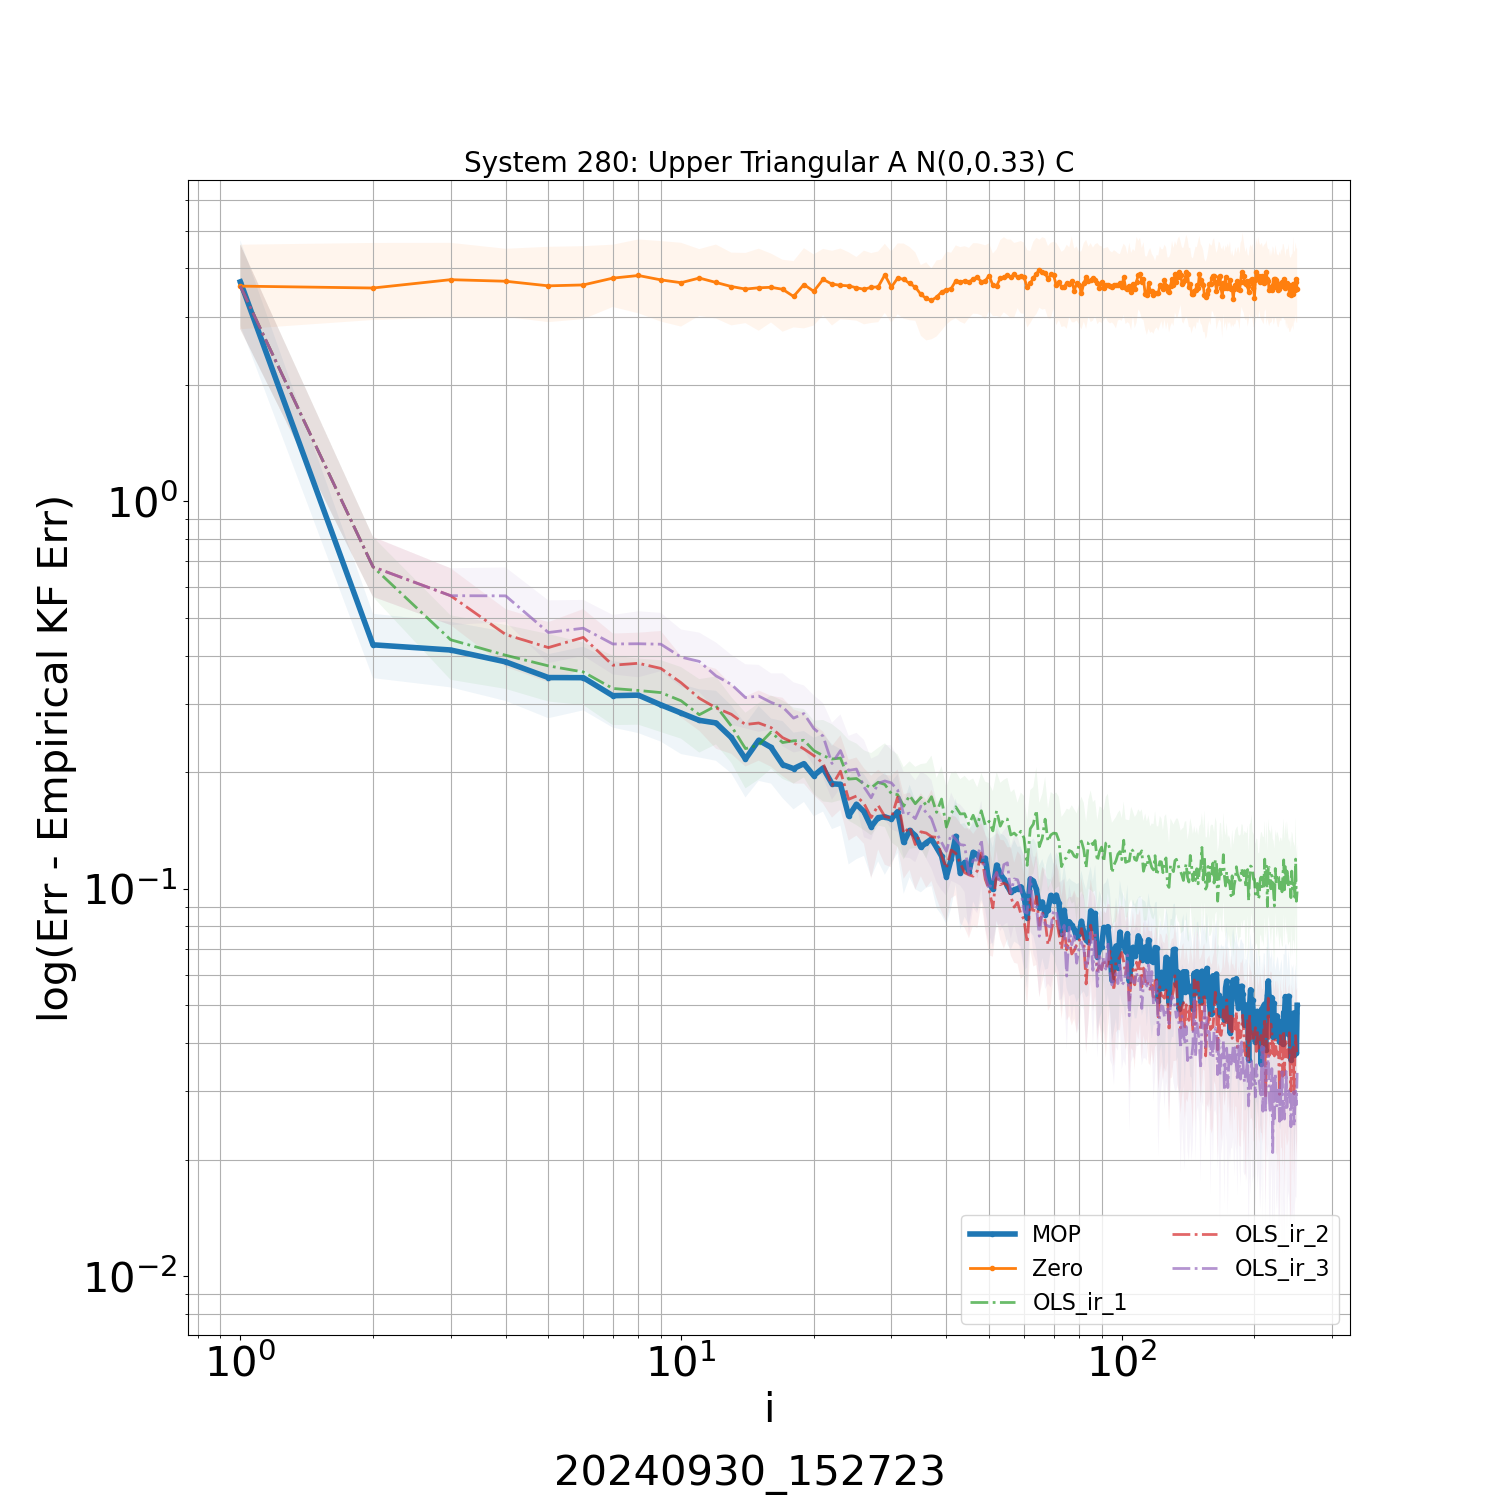 System 280: Upper Triangular A N(0,0.33) C
log(Err - Empirical KF Err)
10⁰
10⁻¹
10⁻²
MOP
Zero
OLS_ir_1
OLS_ir_2
OLS_ir_3
10⁰
10¹
10²
i
20240930_152723